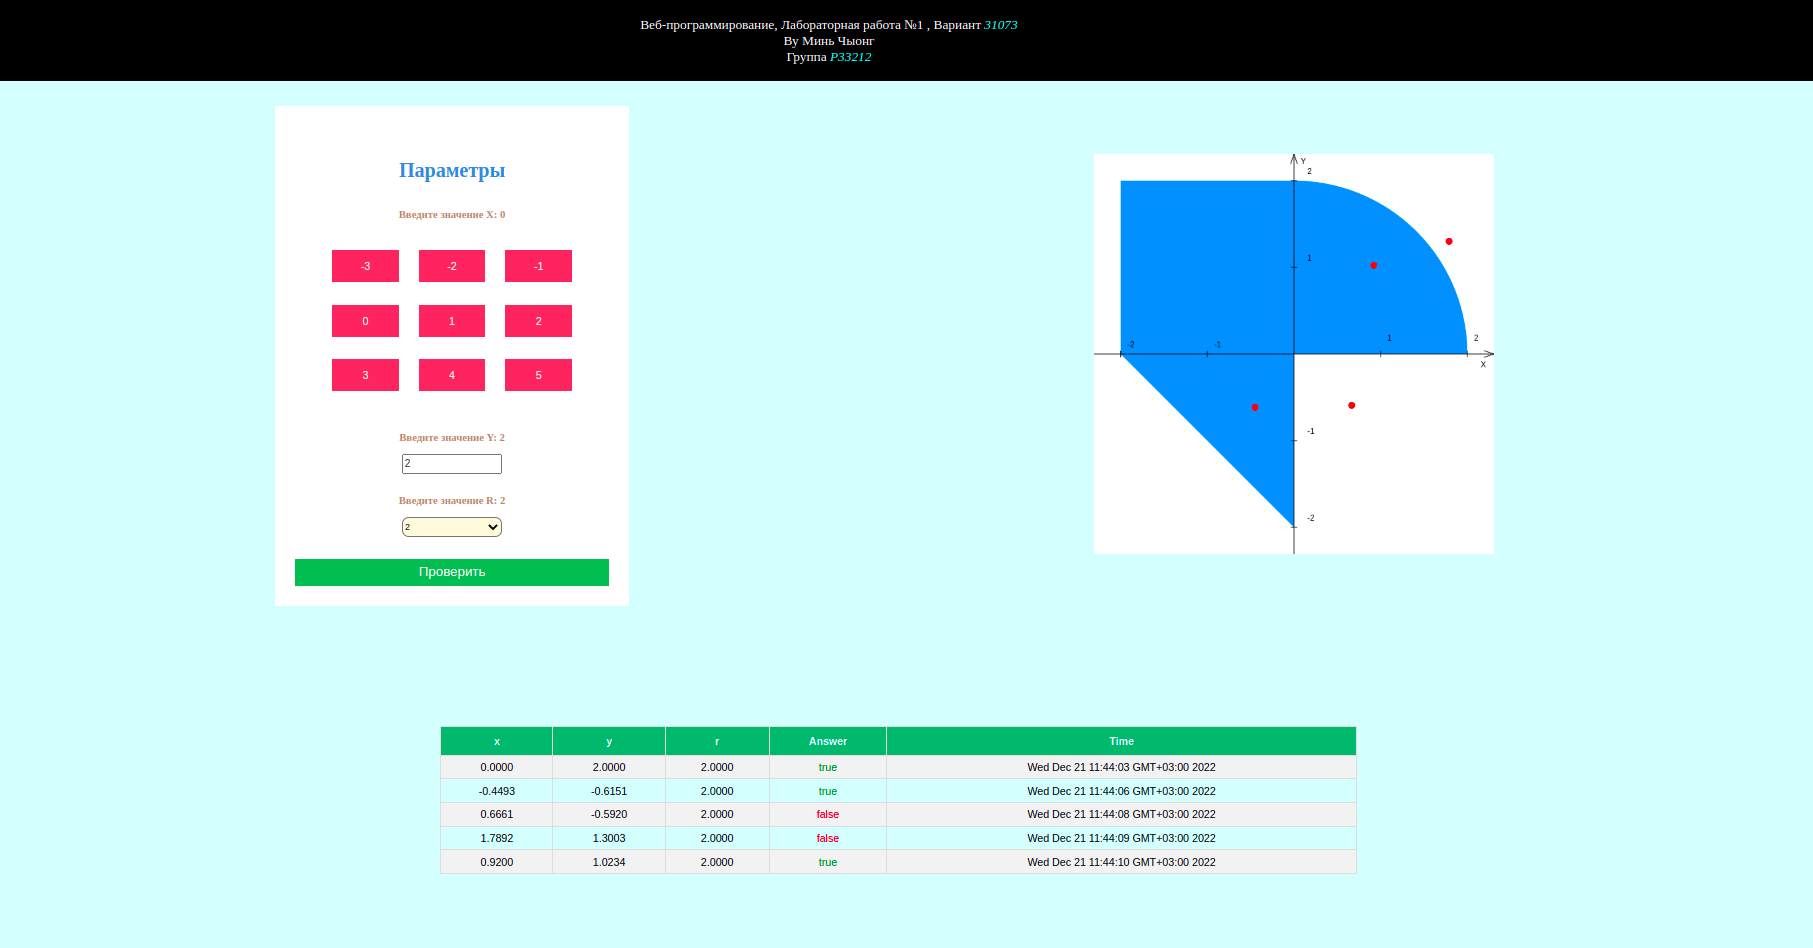 Веб-программирование, Лабораторная работа №1 , Вариант 31073
Ву Минь Чыонг
Группа P33212
Параметры
Введите значение X: 0
-3 -2 -1
0 1 2
3 4 5
Введите значение Y: 2
2
Введите значение R: 2
2
Проверить
Y
2
1
-2 -1 1 2
X
-1
-2
x y r Answer Time
0.0000 2.0000 2.0000 true Wed Dec 21 11:44:03 GMT+03:00 2022
-0.4493 -0.6151 2.0000 true Wed Dec 21 11:44:06 GMT+03:00 2022
0.6661 -0.5920 2.0000 false Wed Dec 21 11:44:08 GMT+03:00 2022
1.7892 1.3003 2.0000 false Wed Dec 21 11:44:09 GMT+03:00 2022
0.9200 1.0234 2.0000 true Wed Dec 21 11:44:10 GMT+03:00 2022